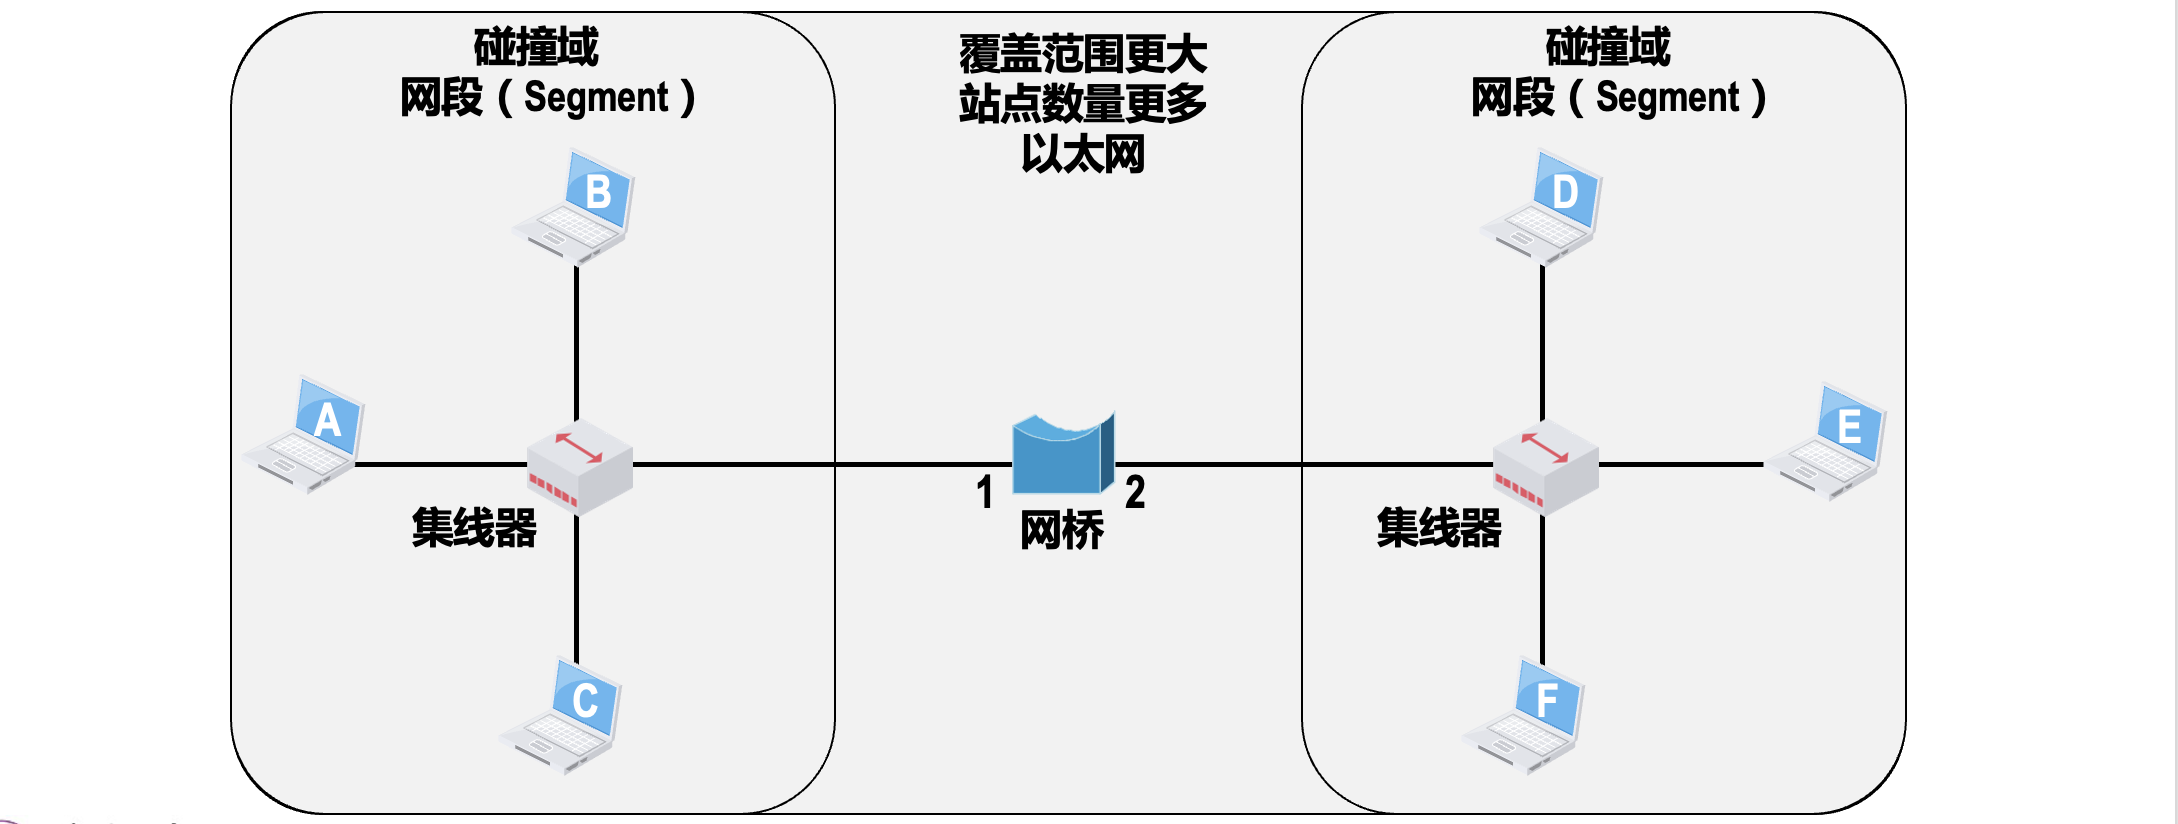 碰撞域
网段（Segment）
覆盖范围更大
站点数量更多
以太网
碰撞域
网段（Segment）
B
D
A
E
1
2
集线器
网桥
集线器
C
F